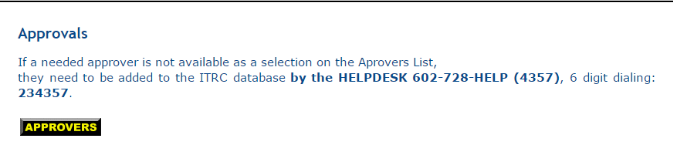 Approvals
If a needed approver is not available as a selection on the Aprovers List,
they need to be added to the ITRC database by the HELPDESK 602-728-HELP (4357), 6 digit dialing:
234357.
APPROVERS